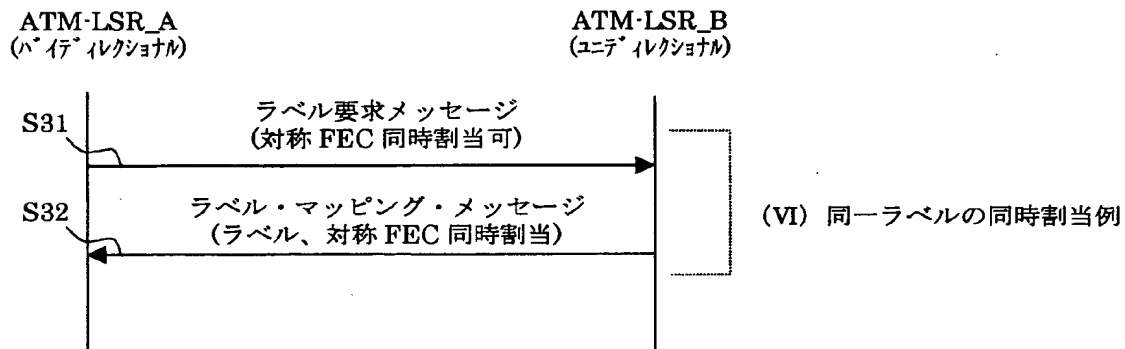 ATM-LSR_A
(ﾊﾞｲﾃﾞｨﾚｸｼｮﾅﾙ)
ATM-LSR_B
(ﾕﾆﾃﾞｨﾚｸｼｮﾅﾙ)
S31
ラベル要求メッセージ
(対称 FEC 同時割当可)
S32
ラベル・マッピング・メッセージ
(ラベル、対称 FEC 同時割当)
(Ⅵ) 同一ラベルの同時割当例